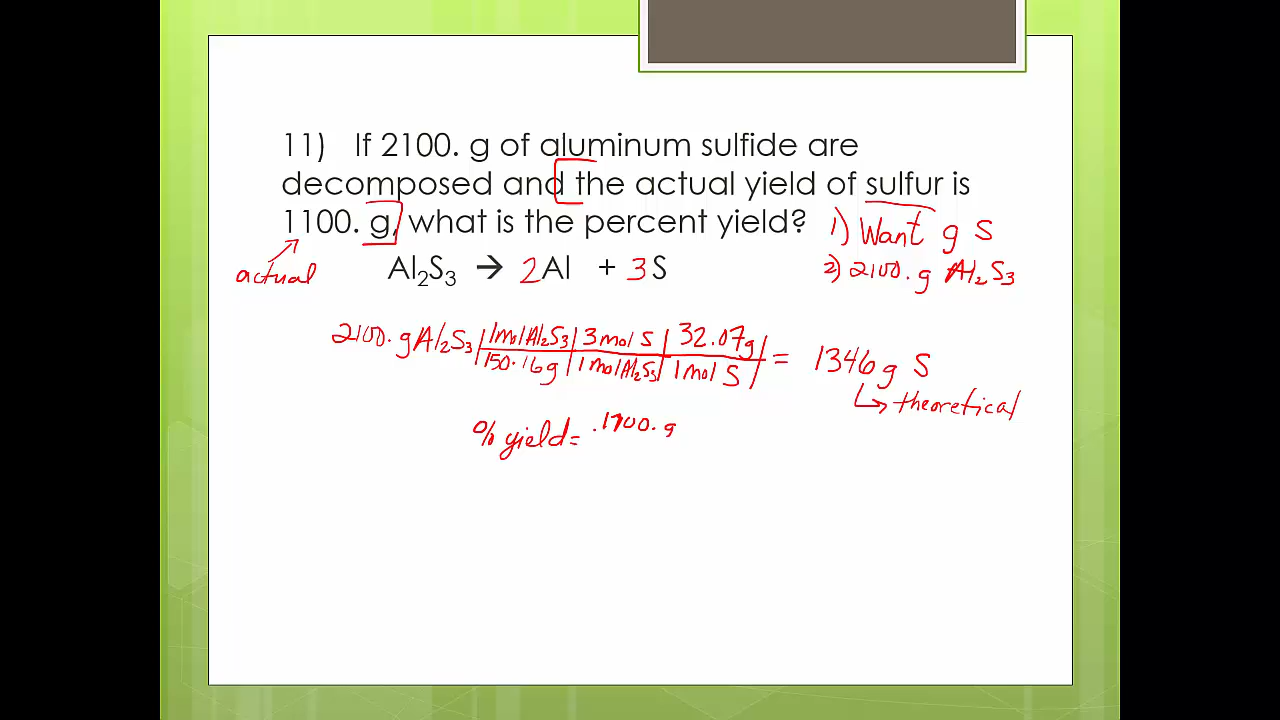 11) If 2100. g of aluminum sulfide are
decomposed and the actual yield of sulfur is
1100. g, what is the percent yield?
1) Want g S
actual
Al₂S₃ → 2Al + 3S
2) 2100. g Al₂S₃
2100. g Al₂S₃ | 1 mol Al₂S₃ | 3 mol S | 32.07g | = 1346 g S
150.16g | 1 mol Al₂S₃ | 1 mol S
↳ theoretical
% yield = 1100. g